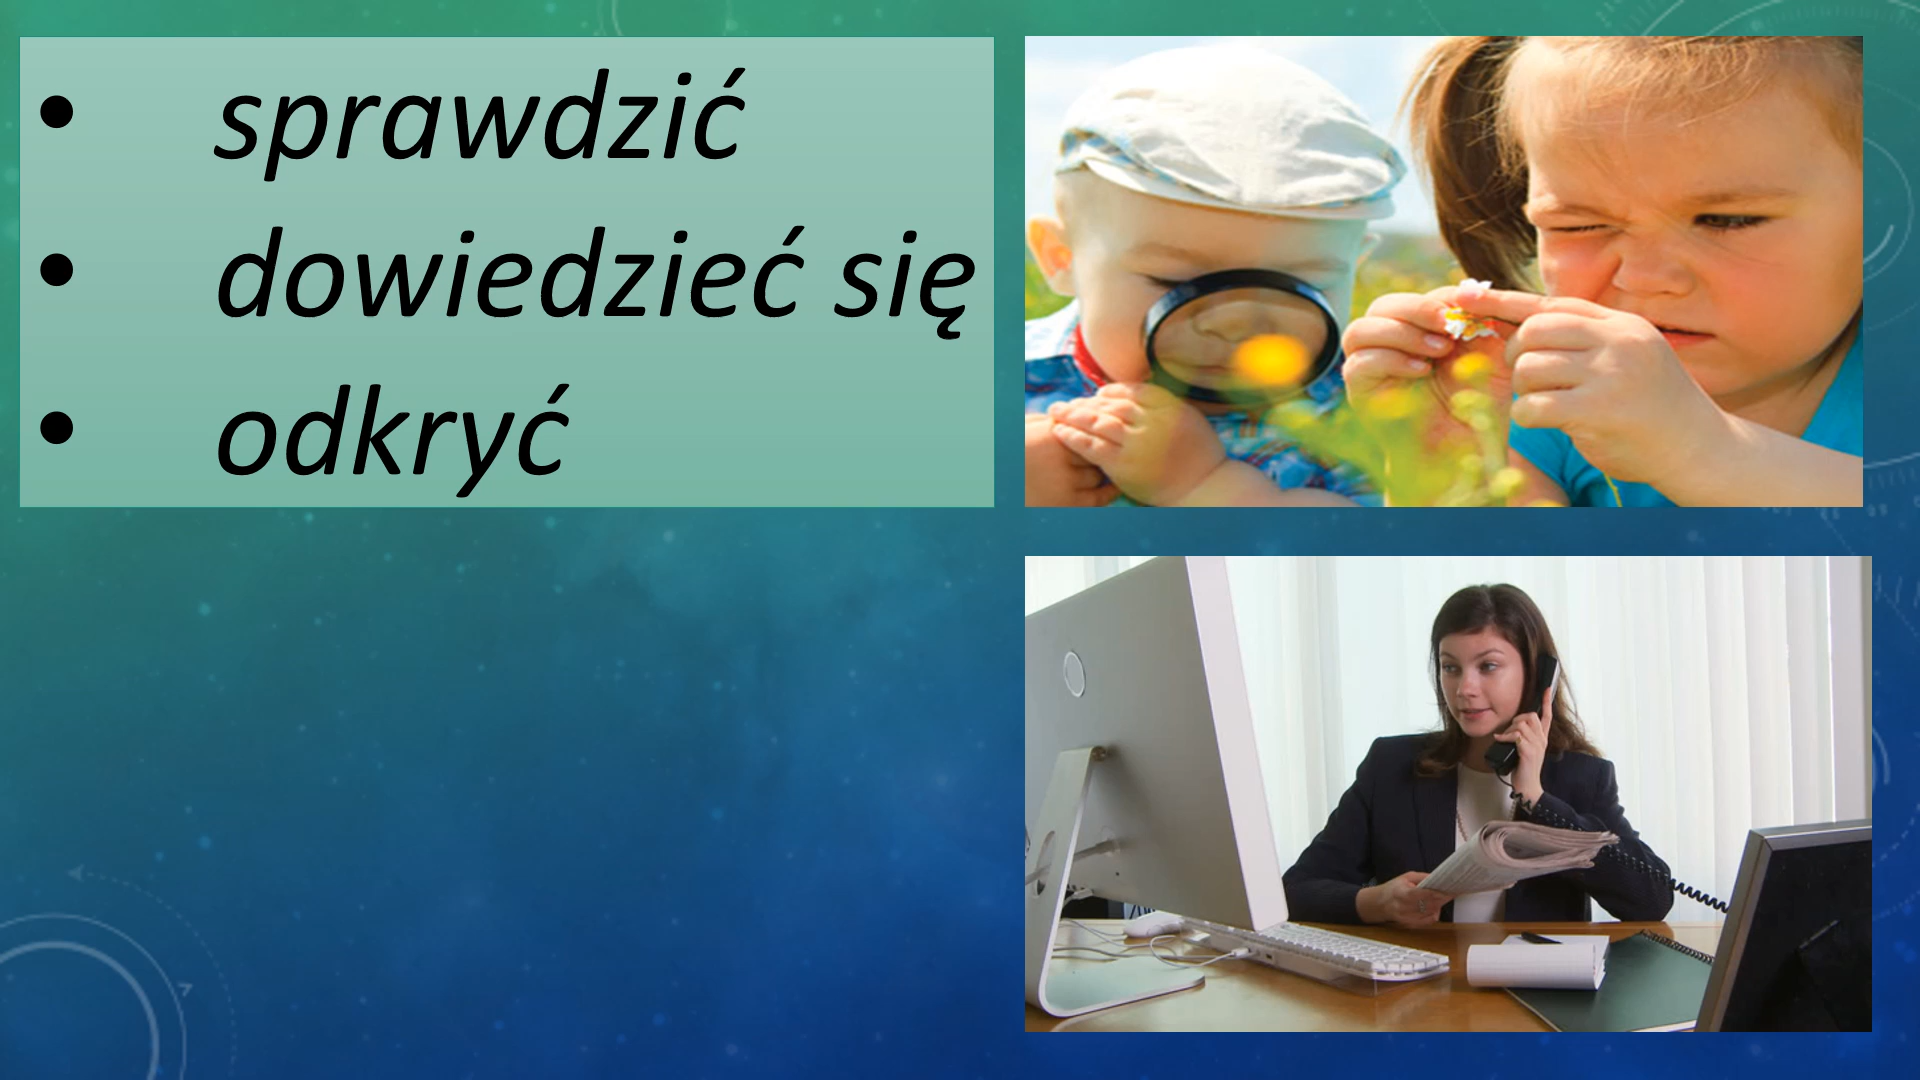 • sprawdzić
• dowiedzieć się
• odkryć